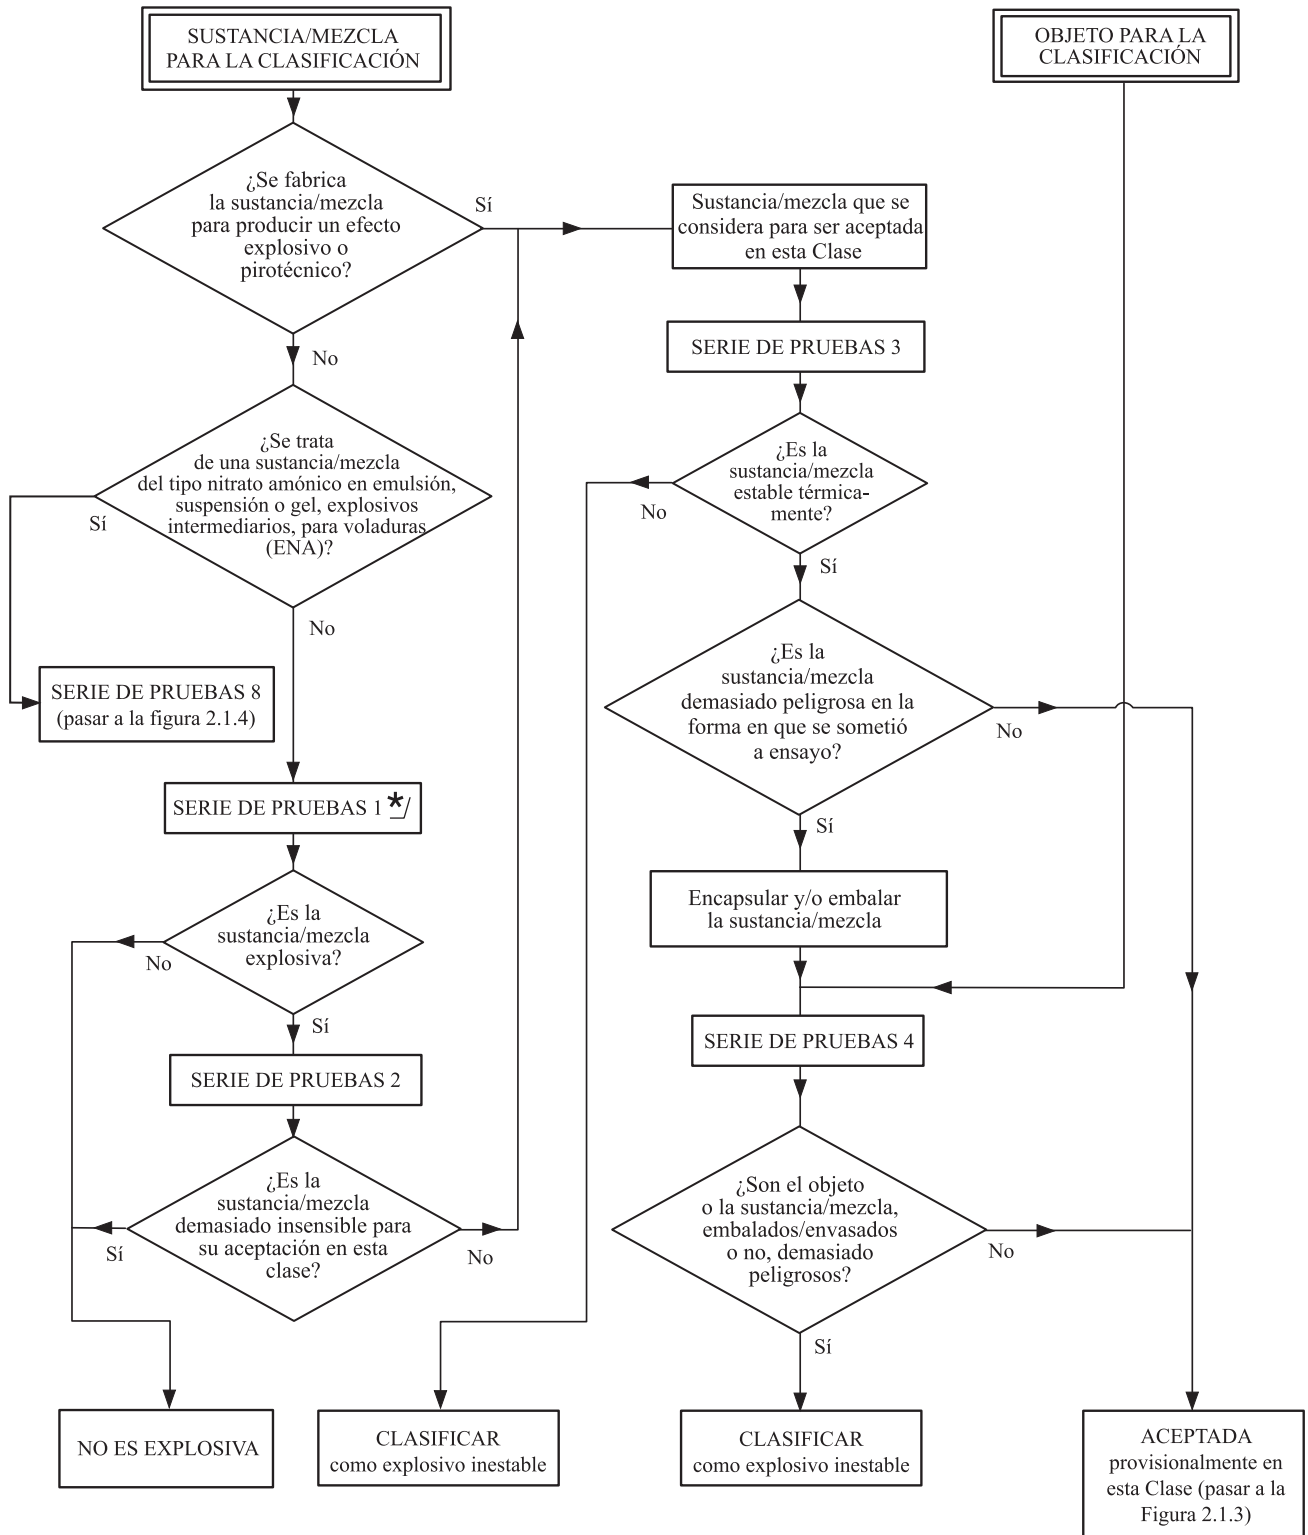 SUSTANCIA/MEZCLA
PARA LA CLASIFICACIÓN
OBJETO PARA LA
CLASIFICACIÓN
¿Se fabrica
la sustancia/mezcla
para producir un efecto
explosivo o
pirotécnico?
Sí
No
Sustancia/mezcla que se
considera para ser aceptada
en esta Clase
SERIE DE PRUEBAS 3
¿Se trata
de una sustancia/mezcla
del tipo nitrato amónico en emulsión,
suspensión o gel, explosivos
intermediarios, para voladuras
(ENA)?
Sí
No
¿Es la
sustancia/mezcla
estable térmica-
mente?
No
Sí
SERIE DE PRUEBAS 8
(pasar a la figura 2.1.4)
¿Es la
sustancia/mezcla
demasiado peligrosa en la
forma en que se sometió
a ensayo?
No
Sí
SERIE DE PRUEBAS 1 */
¿Es la
sustancia/mezcla
explosiva?
No
Sí
Encapsular y/o embalar
la sustancia/mezcla
SERIE DE PRUEBAS 2
SERIE DE PRUEBAS 4
¿Es la
sustancia/mezcla
demasiado insensible para
su aceptación en esta
clase?
Sí
No
¿Son el objeto
o la sustancia/mezcla,
embalados/envasados
o no, demasiado
peligrosos?
No
Sí
NO ES EXPLOSIVA
CLASIFICAR
como explosivo inestable
CLASIFICAR
como explosivo inestable
ACEPTADA
provisionalmente en
esta Clase (pasar a la
Figura 2.1.3)